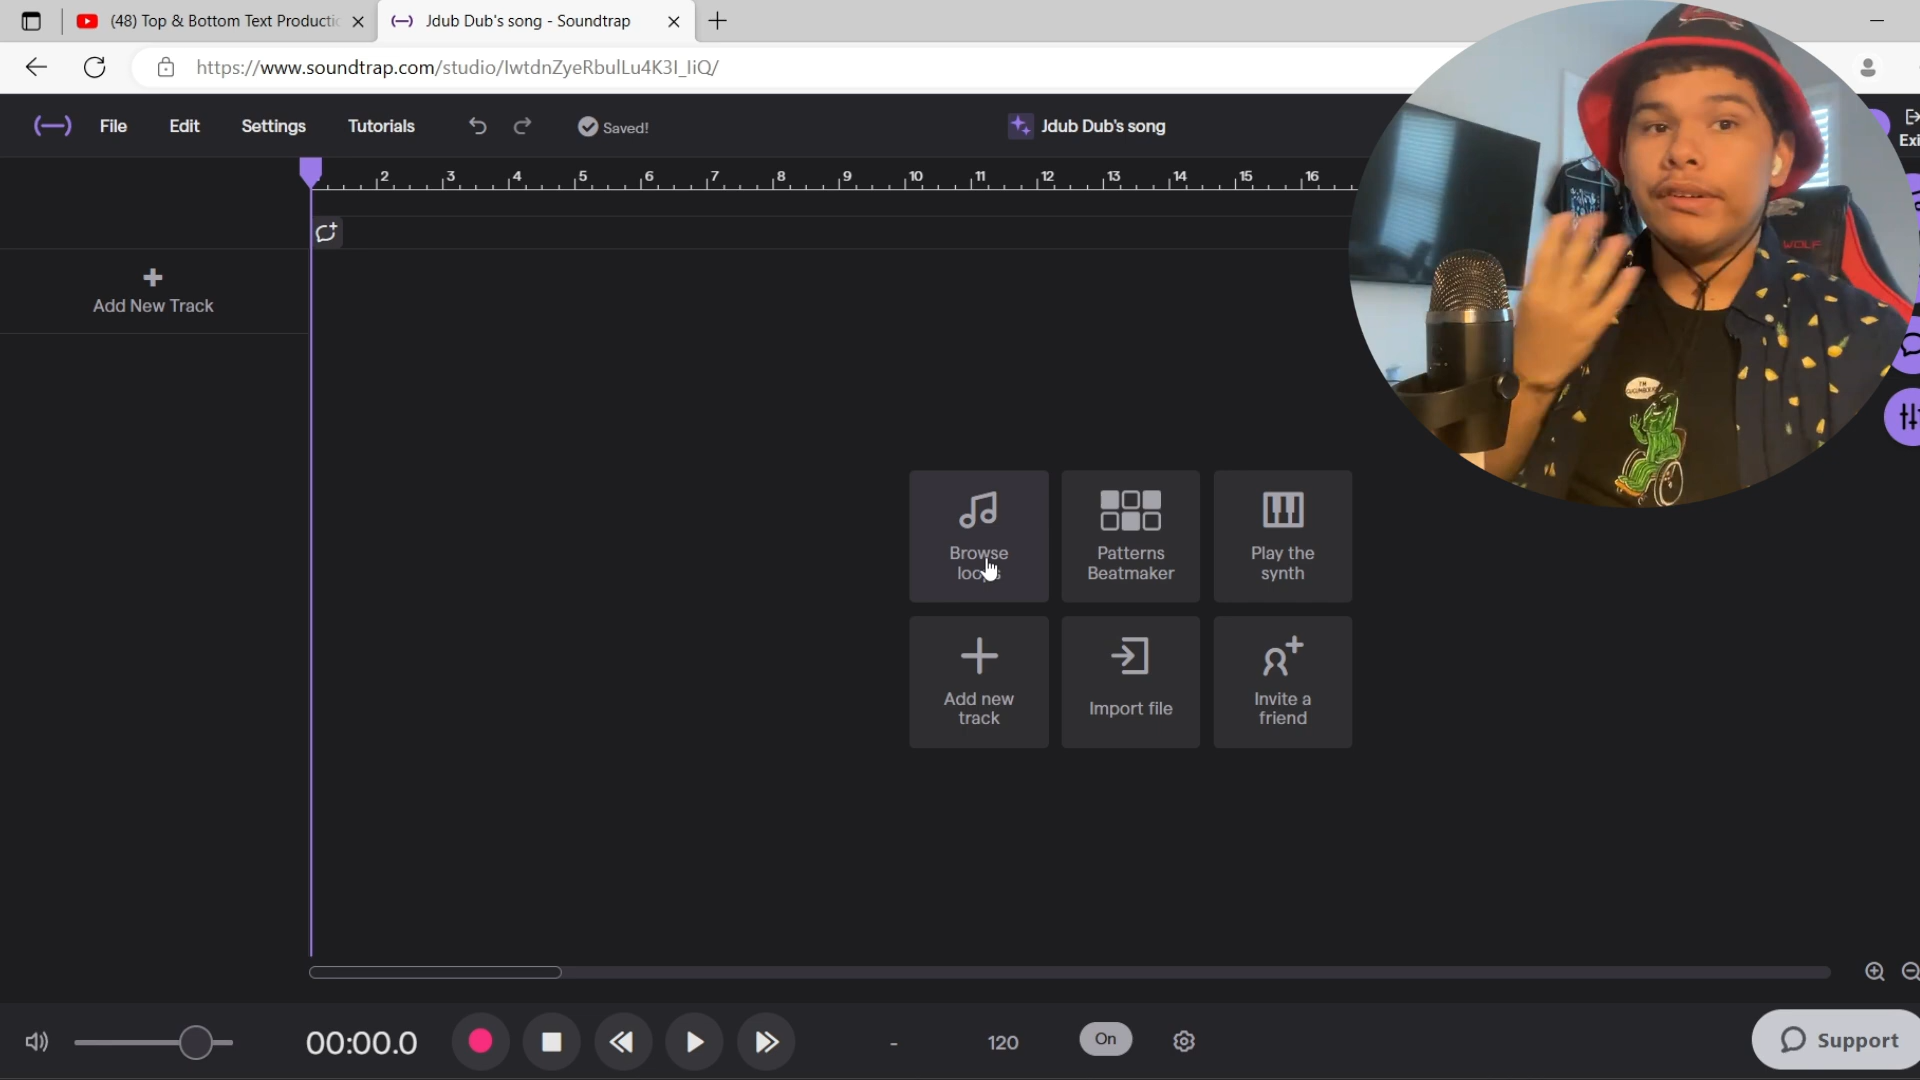 (48) Top & Bottom Text Producti
Jdub Dub's song - Soundtrap
https://www.soundtrap.com/studio/IwtdnZyeRbulLu4K3I_IiQ/
File Edit Settings Tutorials Saved! Jdub Dub's song
Exi
2 3 4 5 6 7 8 9 10 11 12 13 14 15 16
WOLF
Add New Track
Browse
Patterns
Beatmaker
Play the
synth
Add new
track
Import file
Invite a
friend
00:00.0 - 120 On
Support